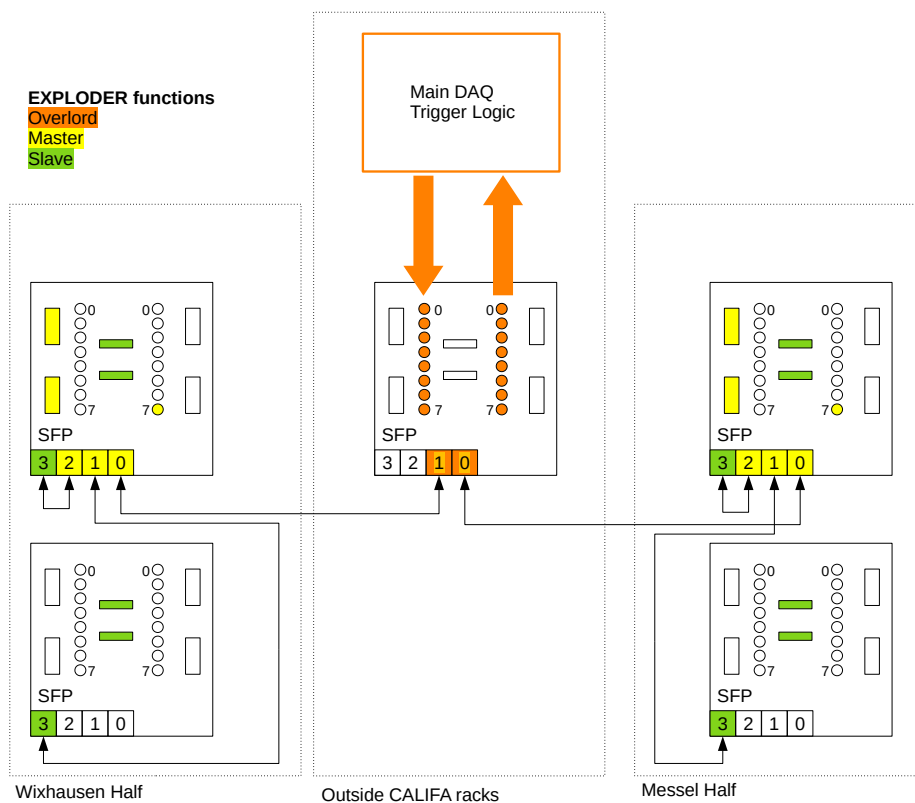 Main DAQ
Trigger Logic
EXPLODER functions
Overlord
Master
Slave
0 0
7 7
SFP
3 2 1 0
0 0
7 7
SFP
3 2 1 0
0 0
7 7
SFP
3 2 1 0
0 0
7 7
SFP
3 2 1 0
0 0
7 7
SFP
3 2 1 0
Wixhausen Half
Outside CALIFA racks
Messel Half